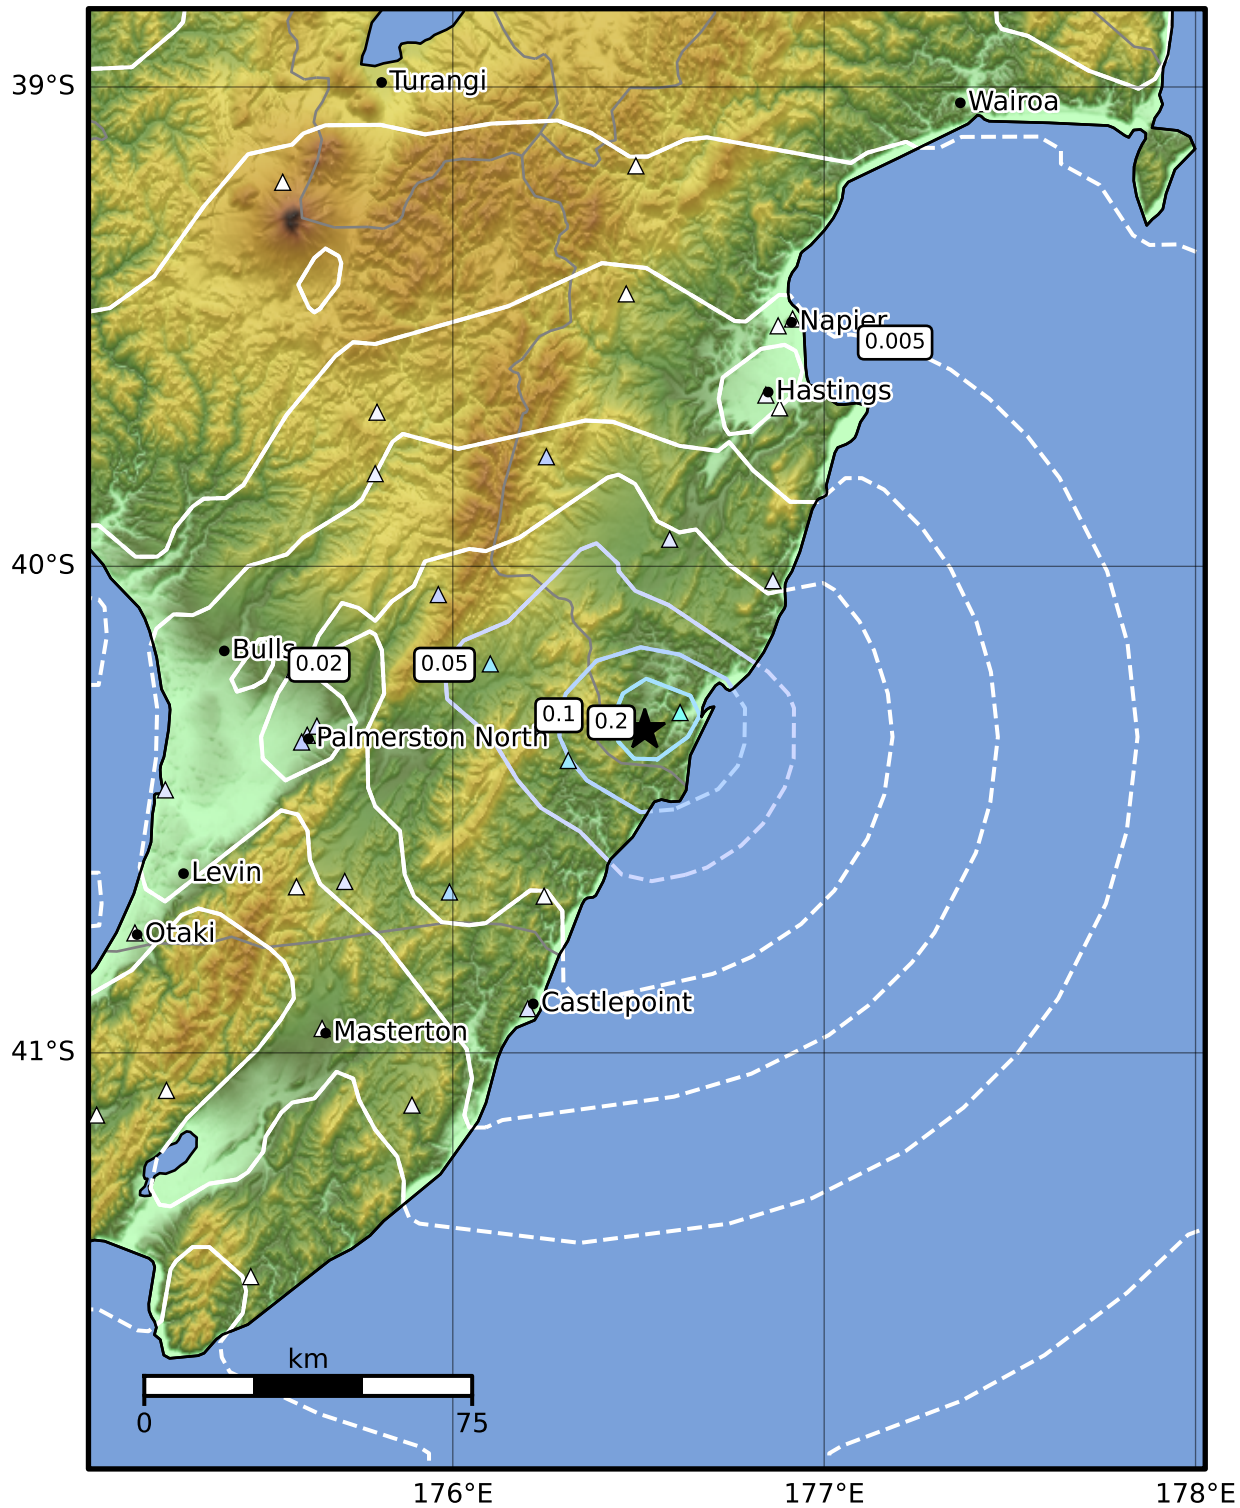 Turangi
39°S
Wairoa
Napier
0.005
Hastings
40°S
Bulls
0.02
0.05
0.1
0.2
Palmerston North
Levin
Otaki
Castlepoint
Masterton
41°S
km
0
75
176°E
177°E
178°E